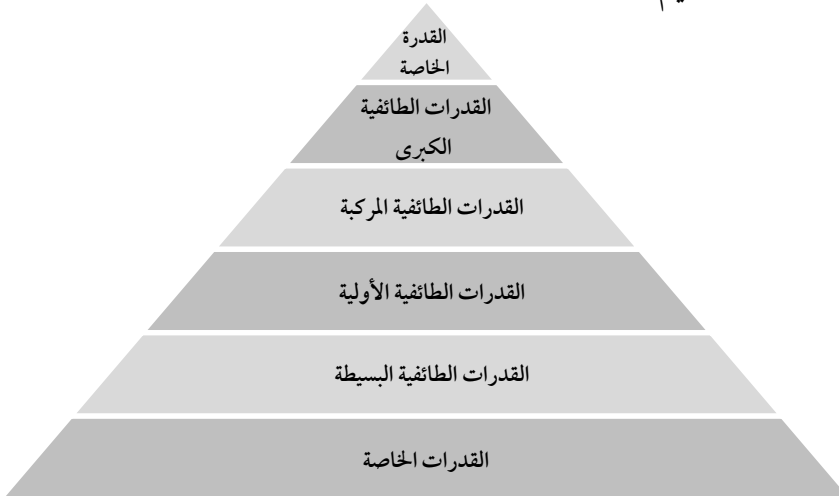 القدرة
الخاصة
القدرات الطائفية
الكبرى
القدرات الطائفية المركبة
القدرات الطائفية الأولية
القدرات الطائفية البسيطة
القدرات الخاصة